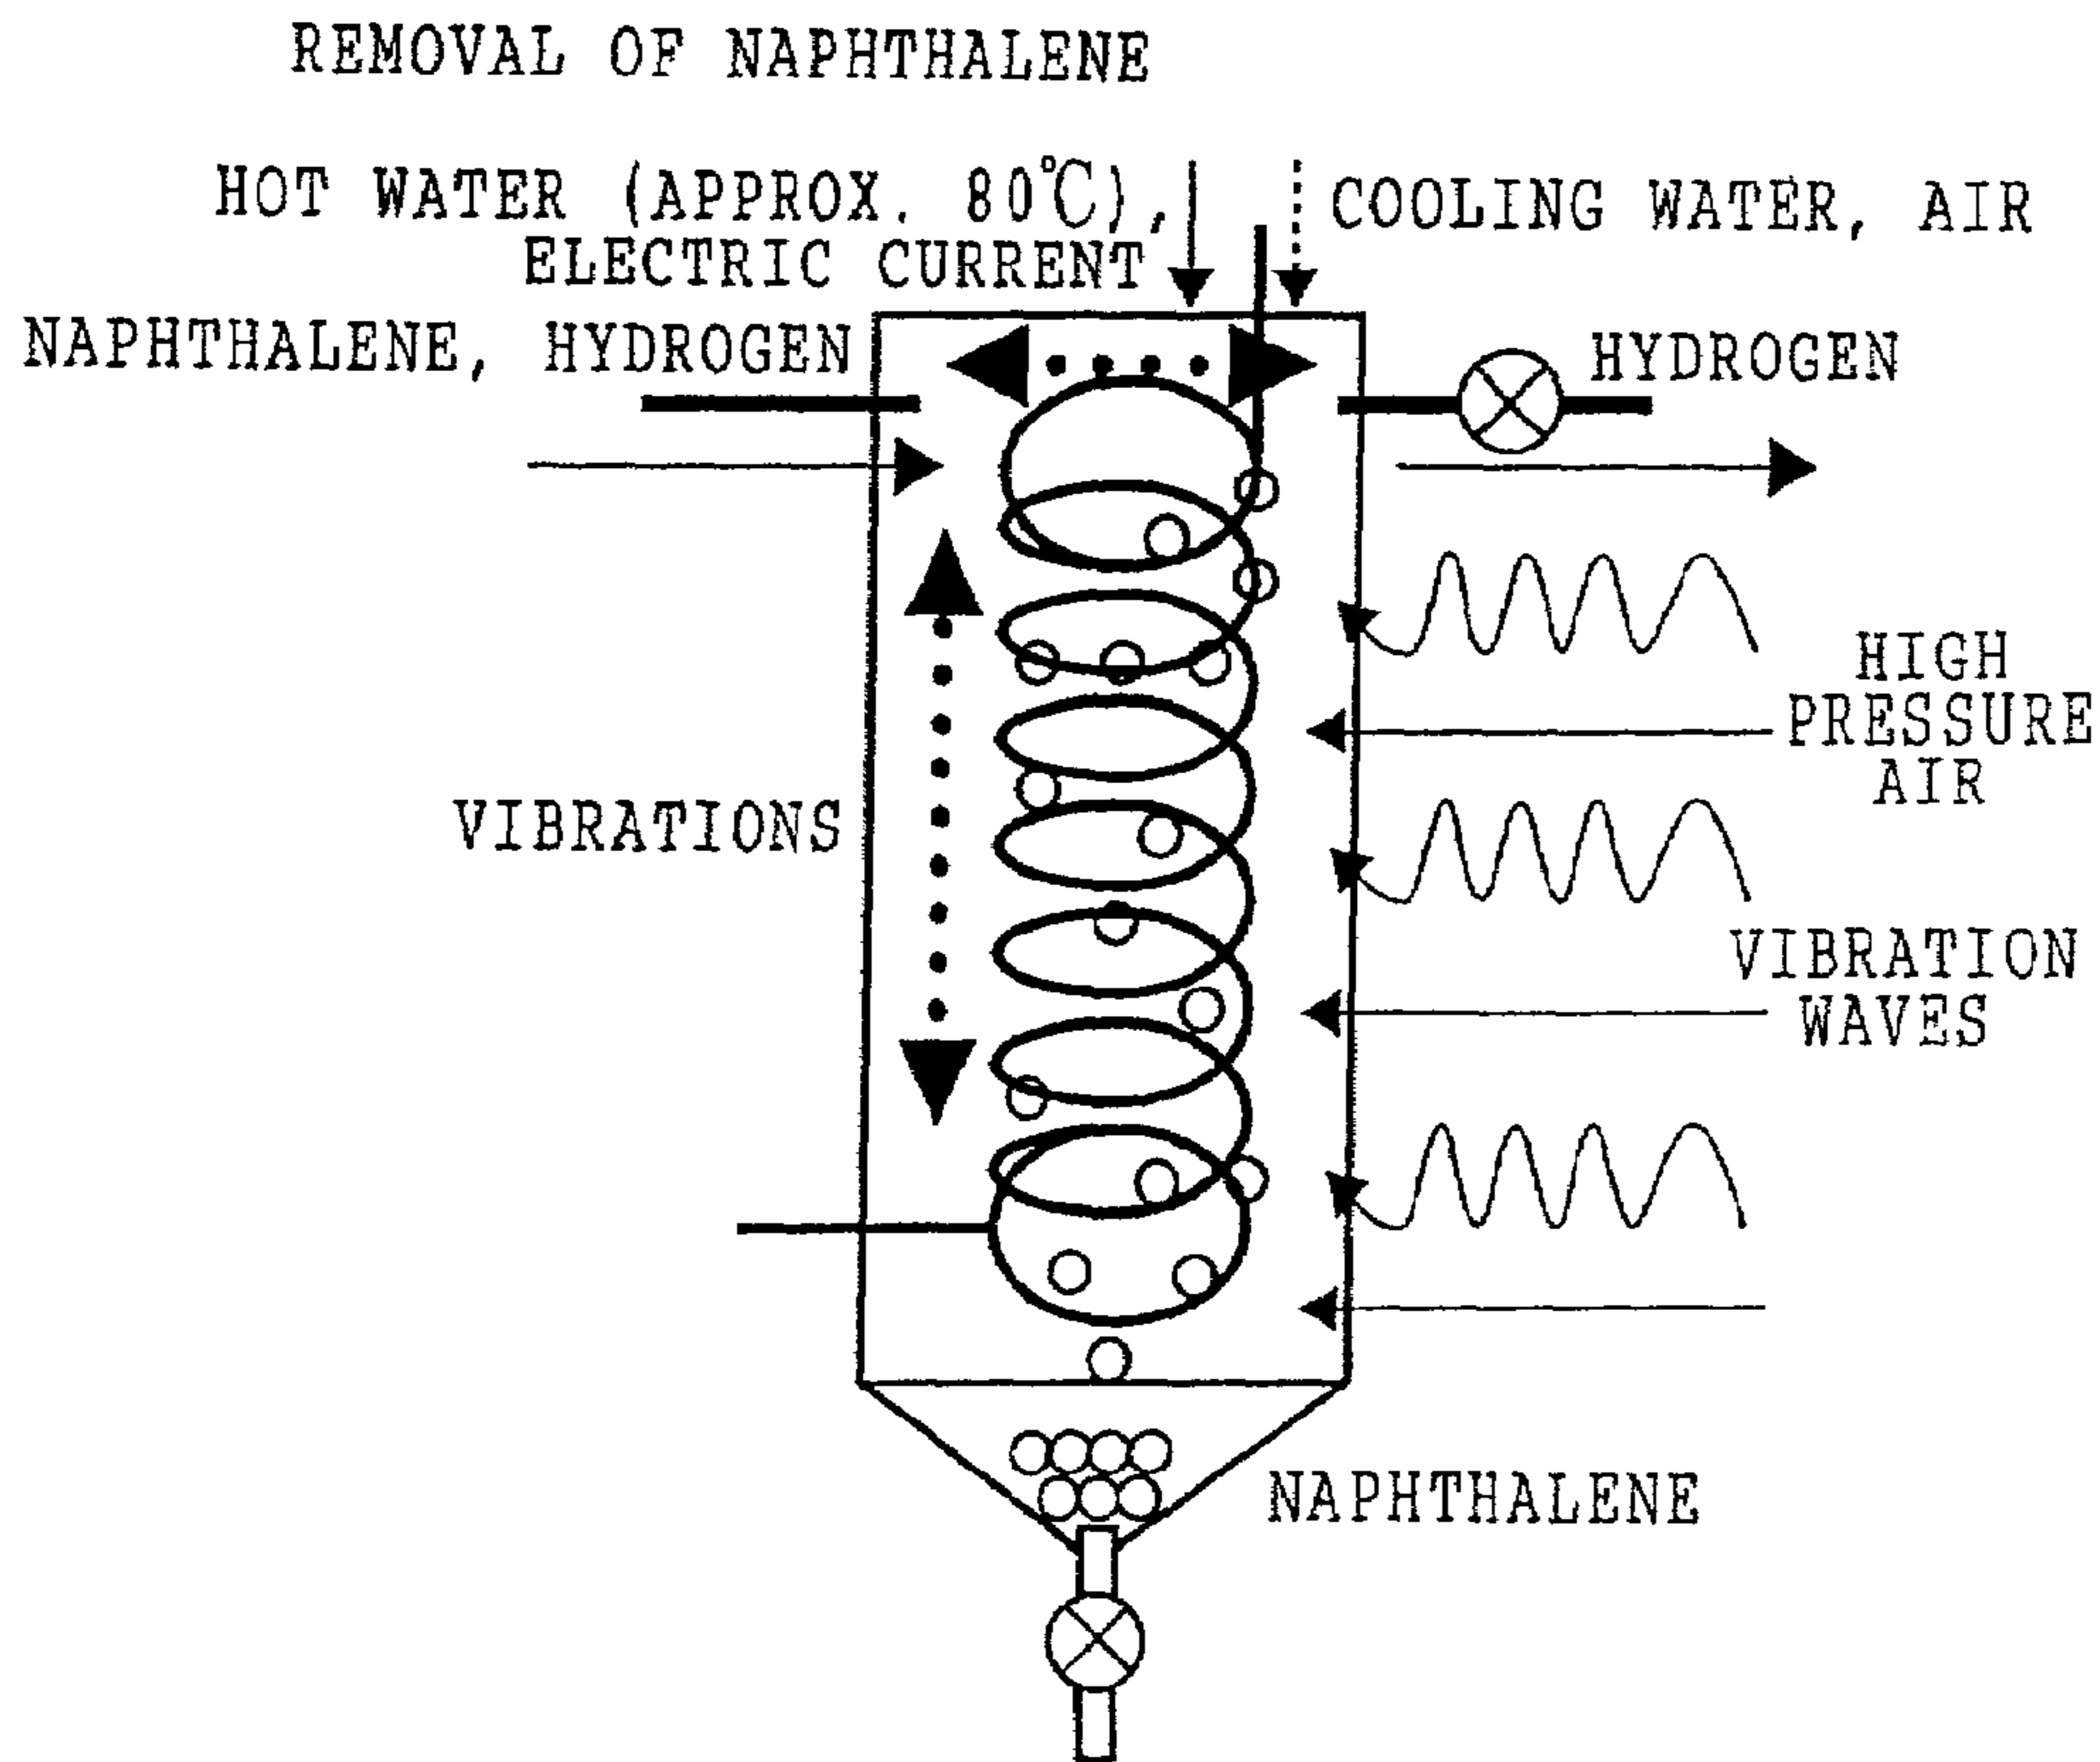 REMOVAL OF NAPHTHALENE
HOT WATER (APPROX. 80℃),
ELECTRIC CURRENT
COOLING WATER, AIR
NAPHTHALENE, HYDROGEN
HYDROGEN
HIGH
PRESSURE
AIR
VIBRATIONS
VIBRATION
WAVES
NAPHTHALENE